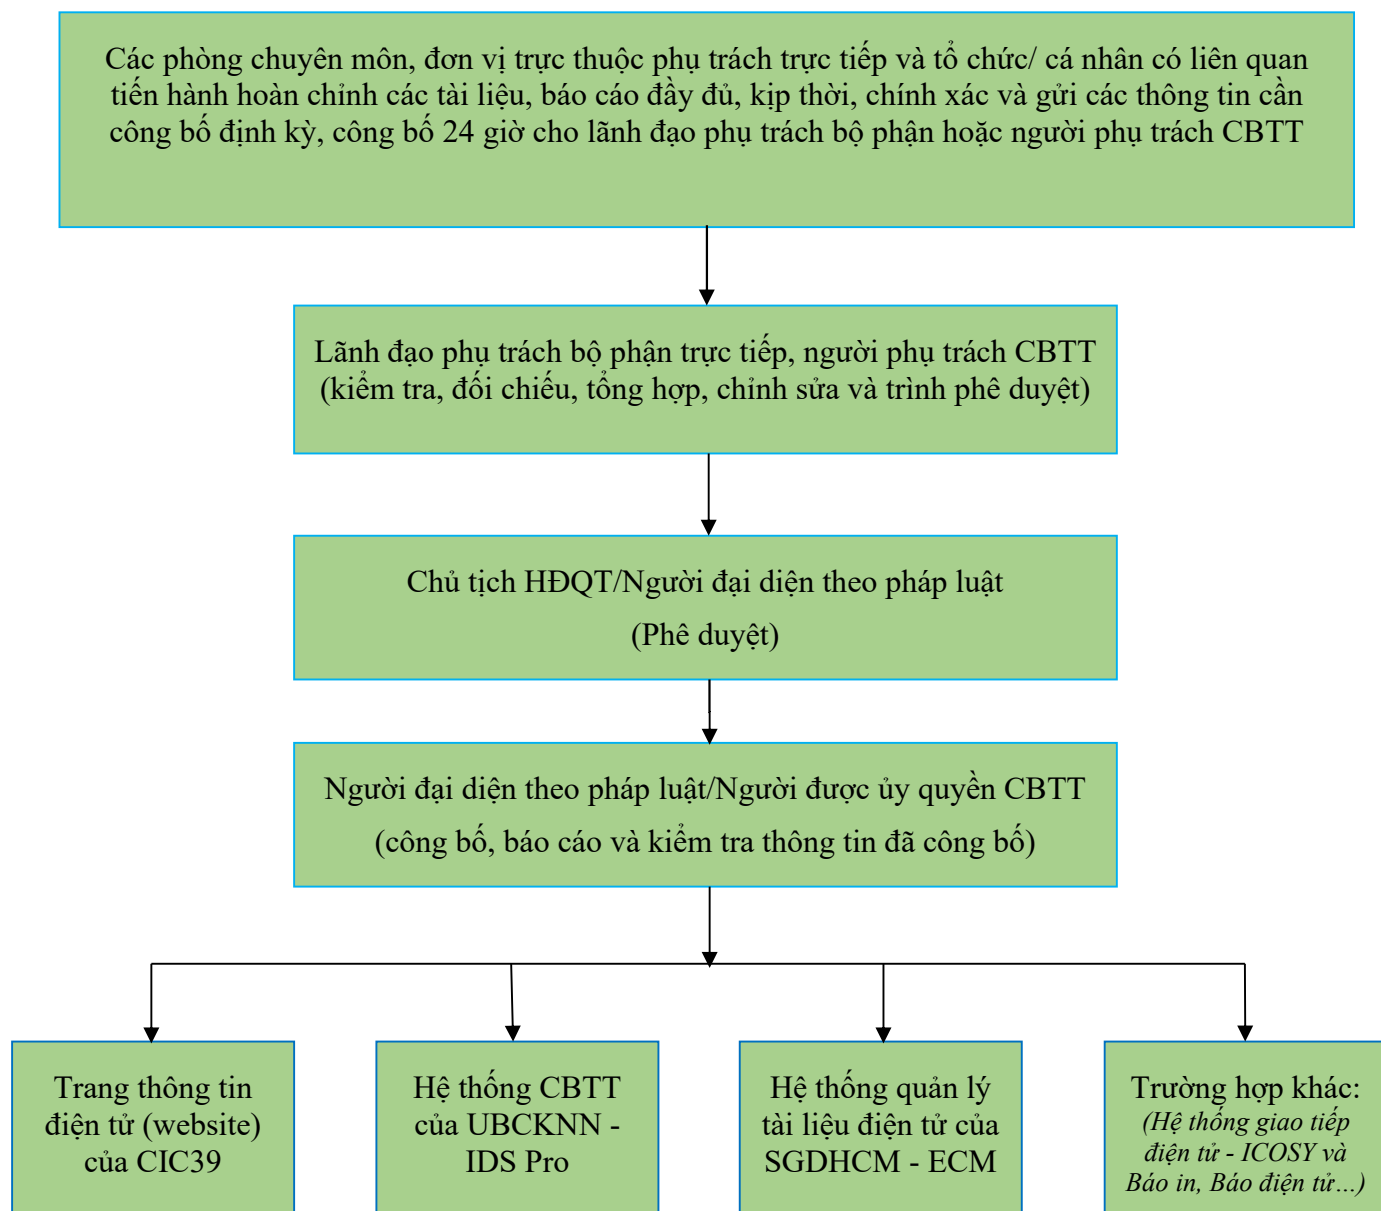 Các phòng chuyên môn, đơn vị trực thuộc phụ trách trực tiếp và tổ chức/ cá nhân có liên quan
tiến hành hoàn chỉnh các tài liệu, báo cáo đầy đủ, kịp thời, chính xác và gửi các thông tin cần
công bố định kỳ, công bố 24 giờ cho lãnh đạo phụ trách bộ phận hoặc người phụ trách CBTT
Lãnh đạo phụ trách bộ phận trực tiếp, người phụ trách CBTT
(kiểm tra, đối chiếu, tổng hợp, chỉnh sửa và trình phê duyệt)
Chủ tịch HĐQT/Người đại diện theo pháp luật
(Phê duyệt)
Người đại diện theo pháp luật/Người được ủy quyền CBTT
(công bố, báo cáo và kiểm tra thông tin đã công bố)
Trang thông tin
điện tử (website)
của CIC39
Hệ thống CBTT
của UBCKNN -
IDS Pro
Hệ thống quản lý
tài liệu điện tử của
SGDHCM - ECM
Trường hợp khác:
(Hệ thống giao tiếp
điện tử - ICOSY và
Báo in, Báo điện tử...)